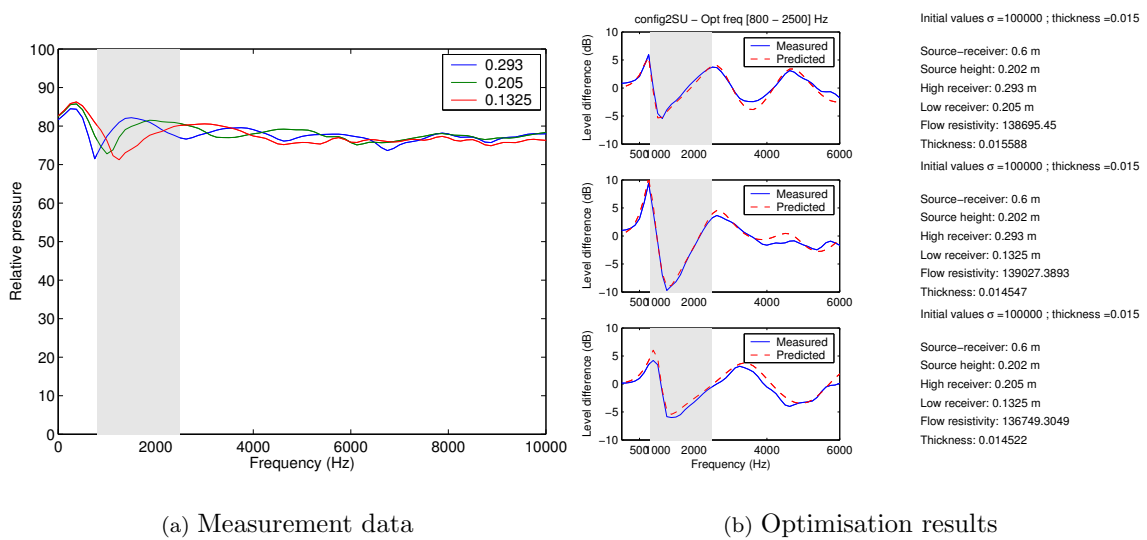 100
90
80
70
60
50
40
30
20
10
0
Relative pressure
0.293
0.205
0.1325
0 2000 4000 6000 8000 10000
Frequency (Hz)
(a) Measurement data
config2SU − Opt freq [800 − 2500] Hz
10
5
0
−5
−10
Level difference (dB)
Measured
Predicted
500 1000 2000 4000 6000
Initial values σ =100000 ; thickness =0.015
Source−receiver: 0.6 m
Source height: 0.202 m
High receiver: 0.293 m
Low receiver: 0.205 m
Flow resistivity: 138695.45
Thickness: 0.015588
10
5
0
−5
−10
Level difference (dB)
Measured
Predicted
500 1000 2000 4000 6000
Initial values σ =100000 ; thickness =0.015
Source−receiver: 0.6 m
Source height: 0.202 m
High receiver: 0.293 m
Low receiver: 0.1325 m
Flow resistivity: 139027.3893
Thickness: 0.014547
10
5
0
−5
−10
Level difference (dB)
Measured
Predicted
500 1000 2000 4000 6000
Frequency (Hz)
Initial values σ =100000 ; thickness =0.015
Source−receiver: 0.6 m
Source height: 0.202 m
High receiver: 0.205 m
Low receiver: 0.1325 m
Flow resistivity: 136749.3049
Thickness: 0.014522
(b) Optimisation results